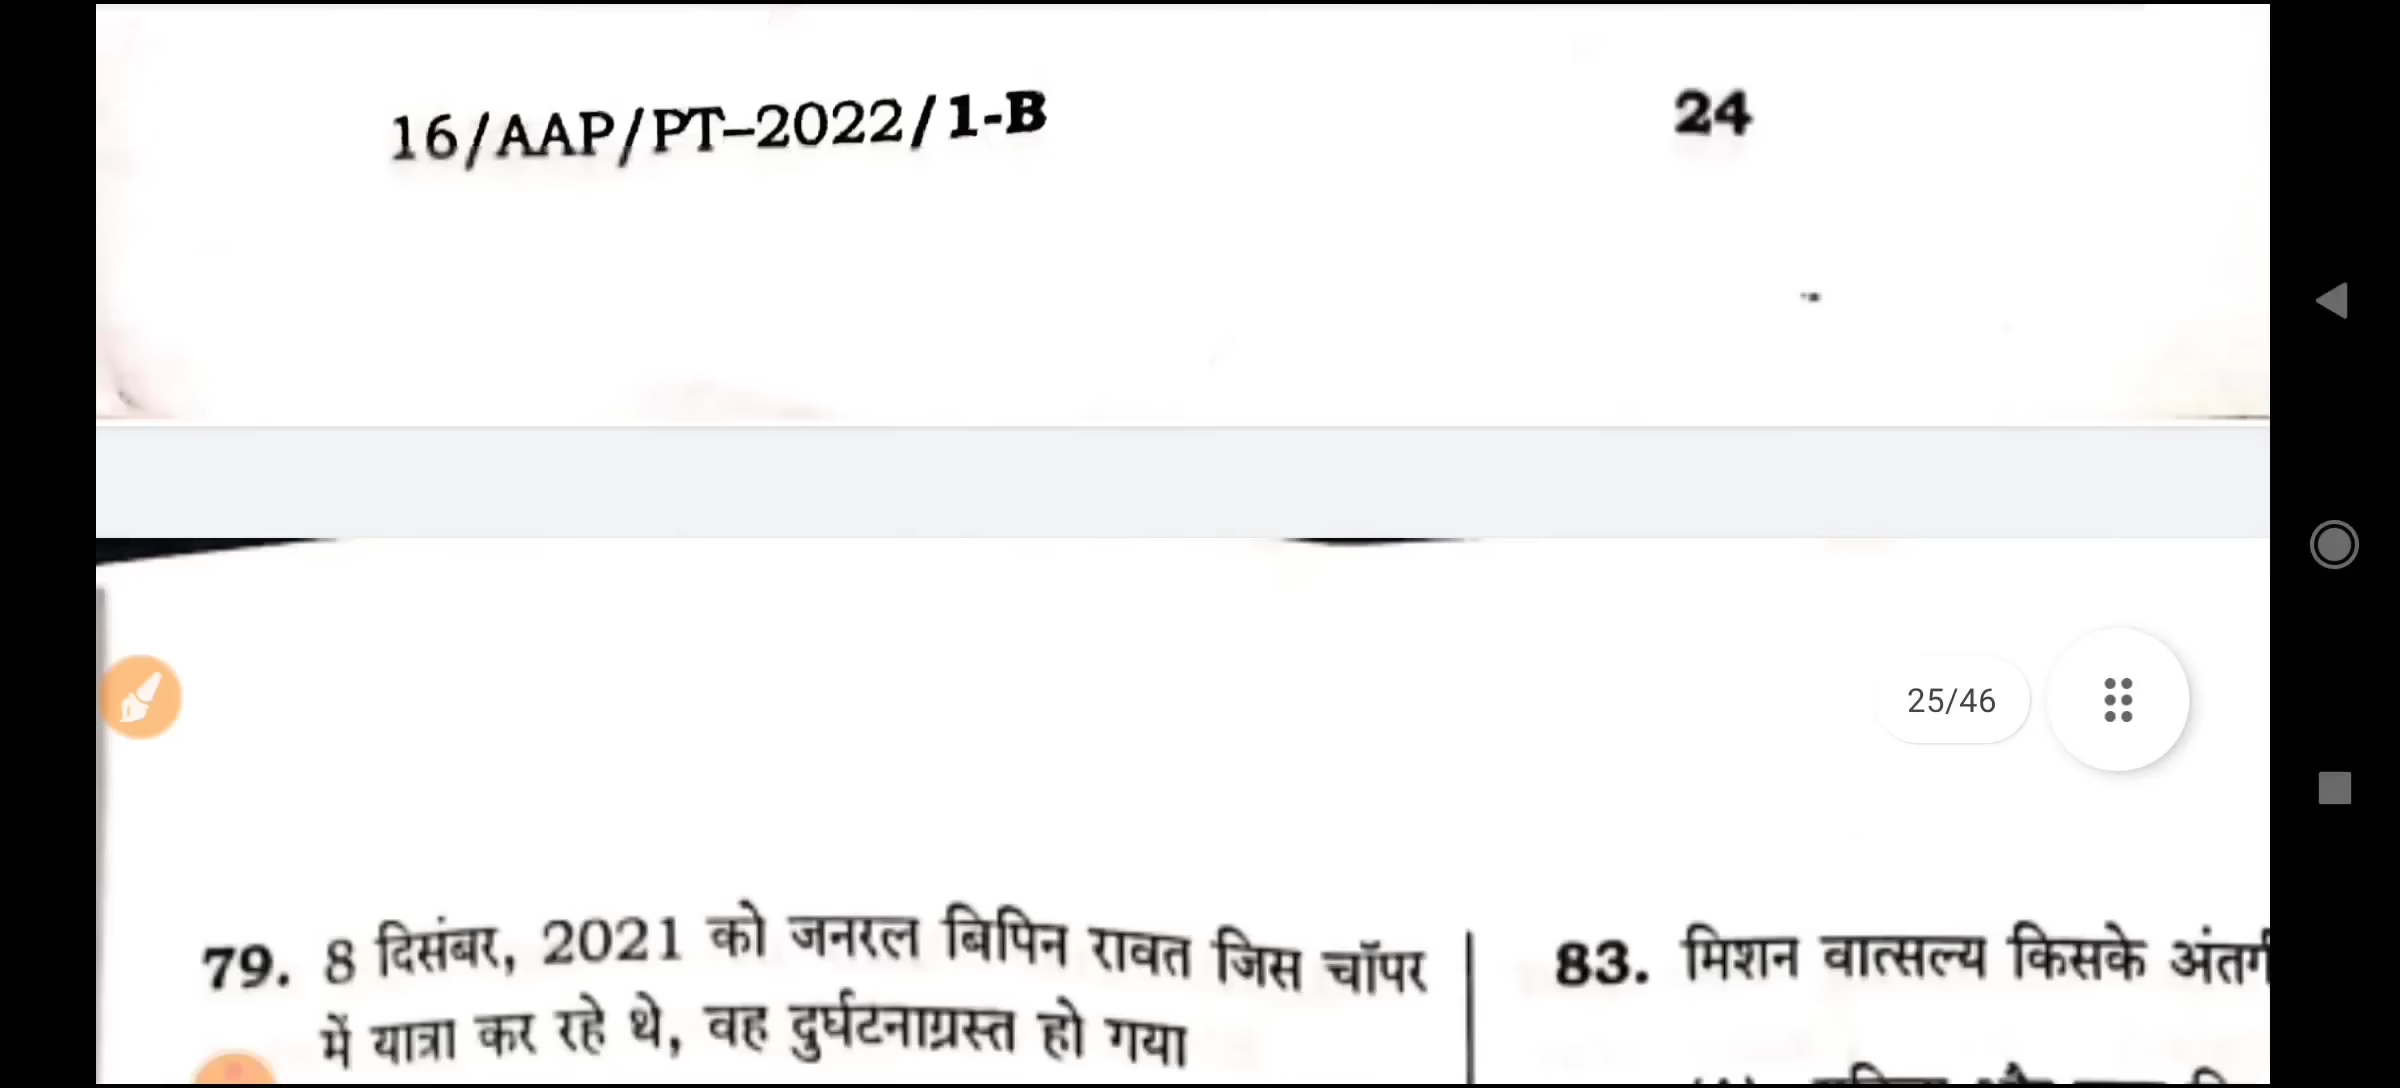 16/AAP/PT–2022/1-B
24
25/46
79. 8 दिसंबर, 2021 को जनरल बिपिन रावत जिस चॉपर
में यात्रा कर रहे थे, वह दुर्घटनाग्रस्त हो गया
83. मिशन वात्सल्य किसके